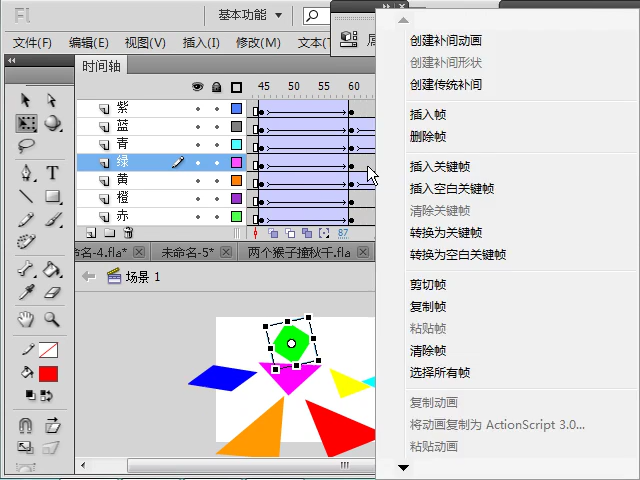 Fl
基本功能
文件(F) 编辑(E) 视图(V) 插入(I) 修改(M) 文本(T)
时间轴
45 50 55 60
紫
蓝
青
绿
黄
橙
赤
87
命名-4.fla* 未命名-5* 两个猴子撞秋千.fla
场景 1
创建补间动画
创建补间形状
创建传统补间
插入帧
删除帧
插入关键帧
插入空白关键帧
清除关键帧
转换为关键帧
转换为空白关键帧
剪切帧
复制帧
粘贴帧
清除帧
选择所有帧
复制动画
将动画复制为 ActionScript 3.0...
粘贴动画